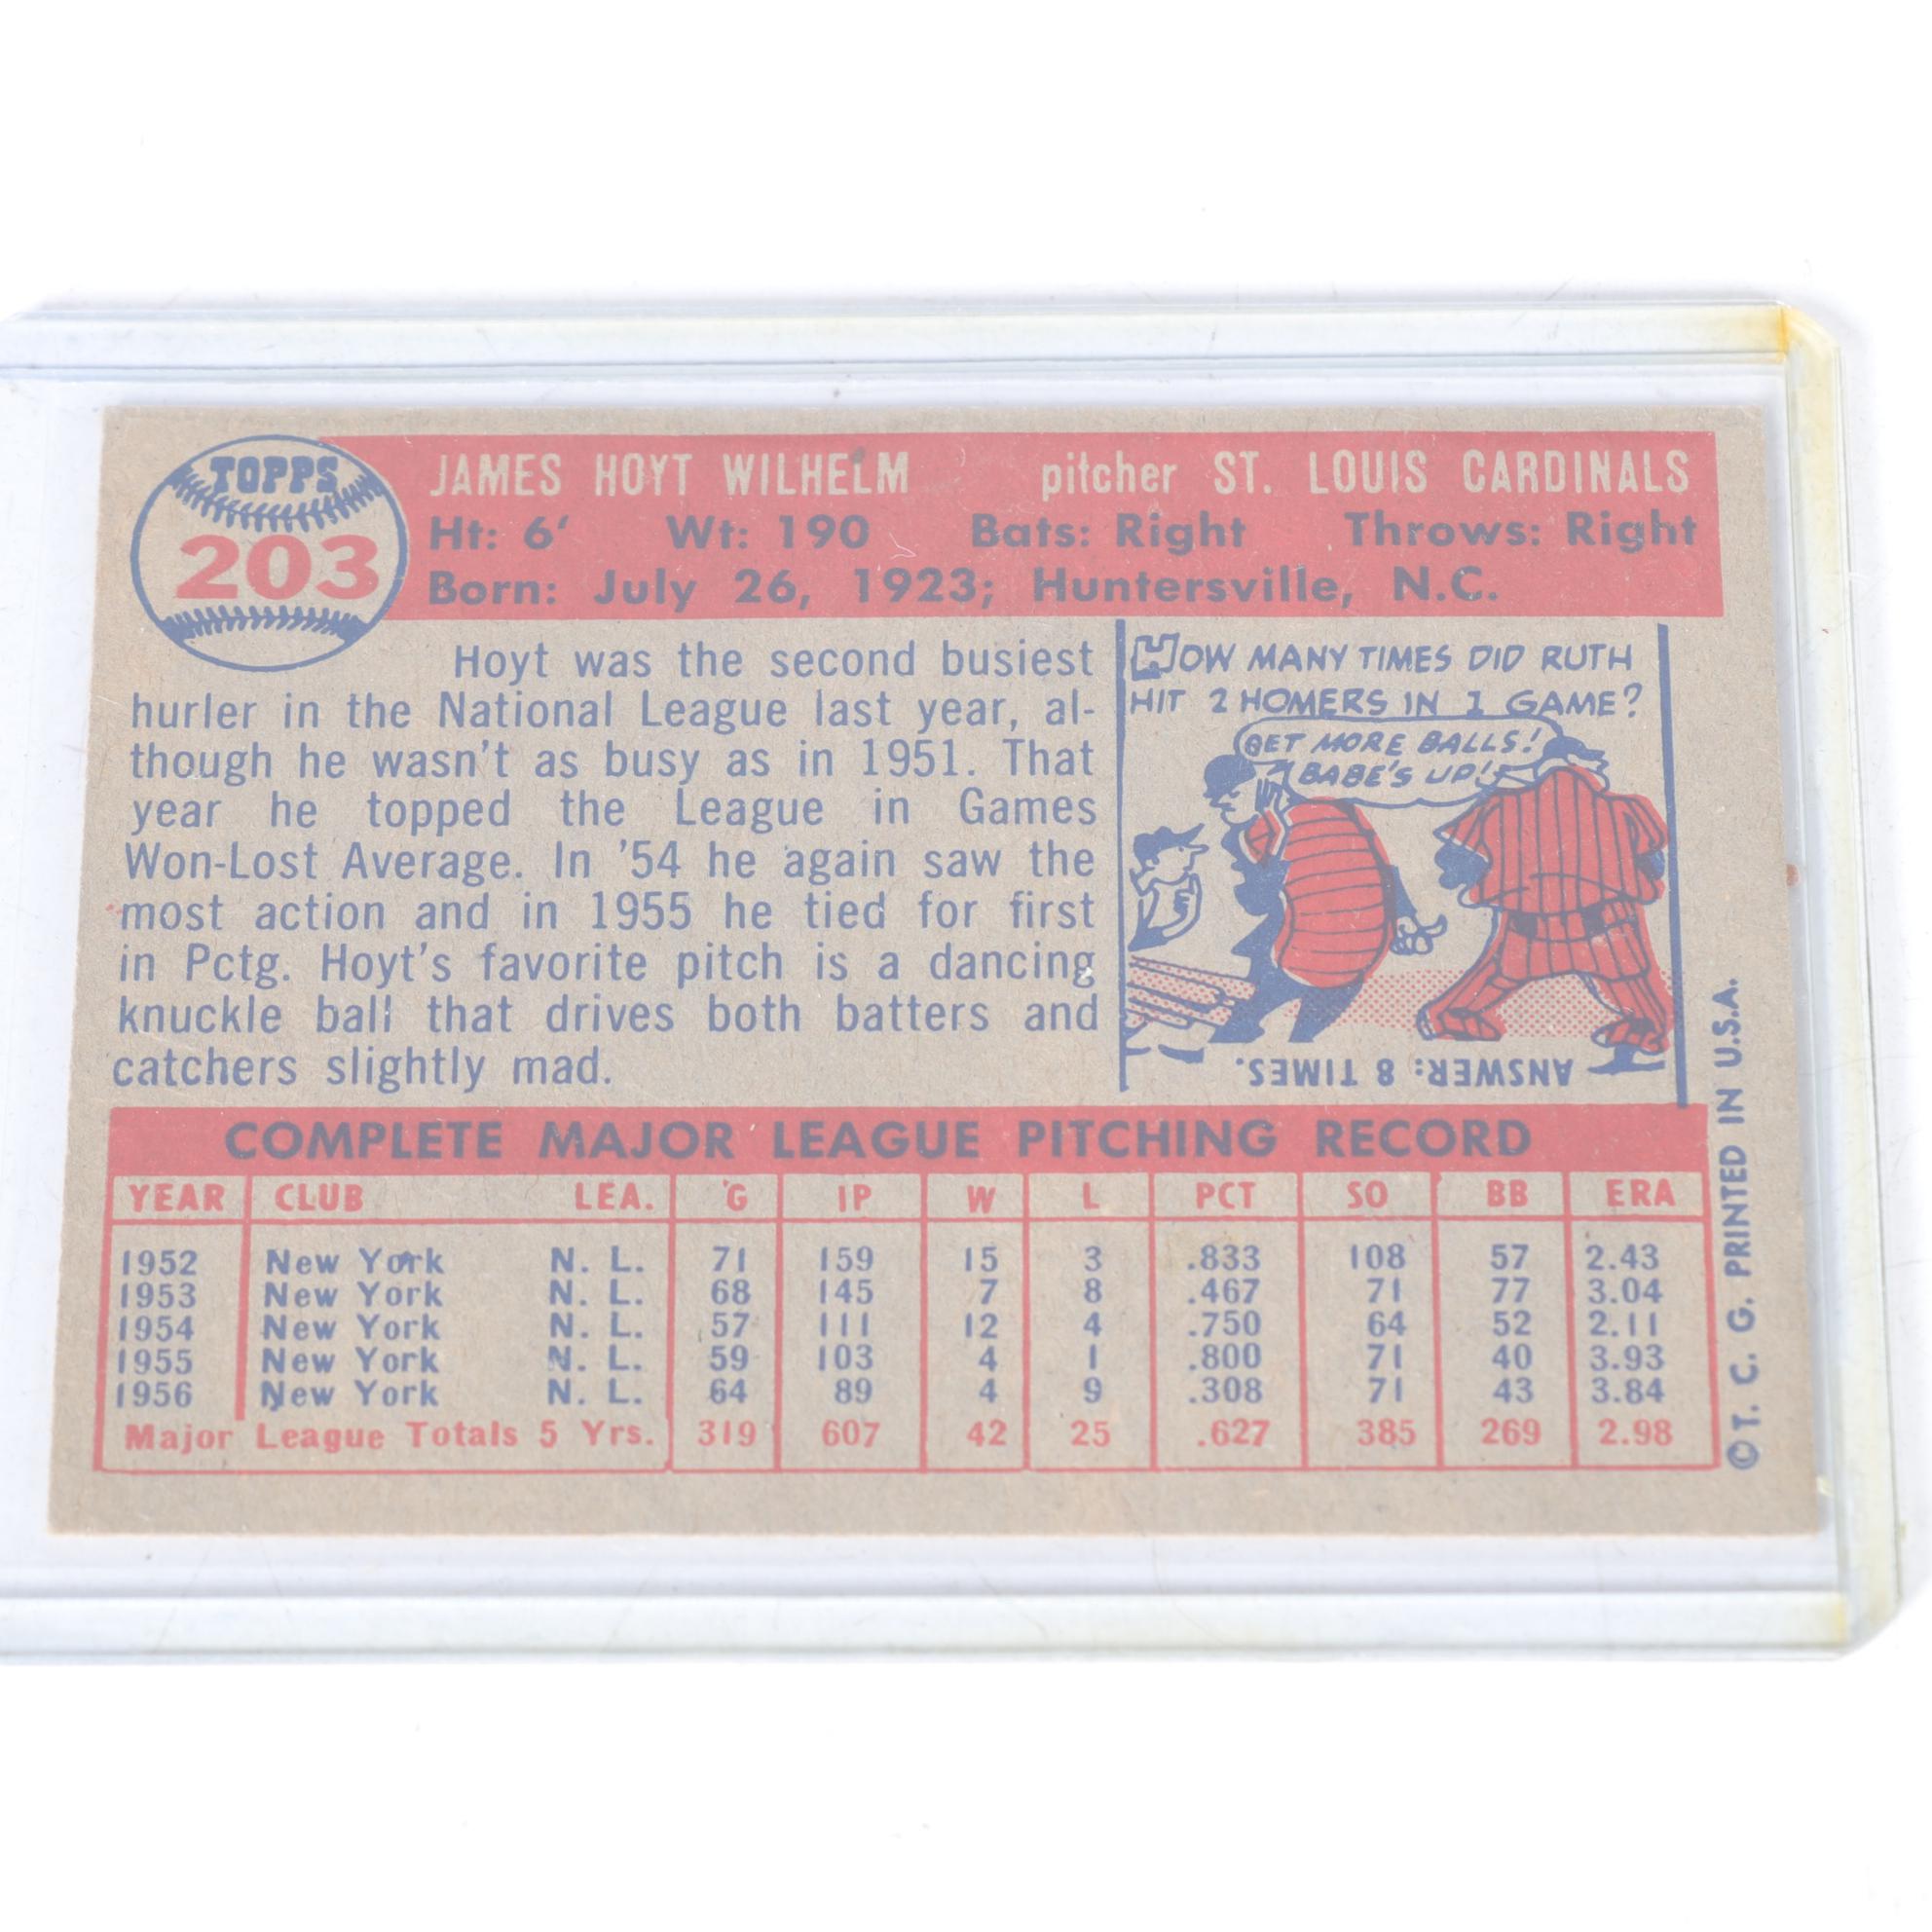 TOPPS
203
JAMES HOYT WILHELM pitcher ST. LOUIS CARDINALS
Ht: 6' Wt: 190 Bats: Right Throws: Right
Born: July 26, 1923; Huntersville, N.C.
Hoyt was the second busiest
hurler in the National League last year, al-
though he wasn't as busy as in 1951. That
year he topped the League in Games
Won-Lost Average. In '54 he again saw the
most action and in 1955 he tied for first
in Pctg. Hoyt's favorite pitch is a dancing
knuckle ball that drives both batters and
catchers slightly mad.
HOW MANY TIMES DID RUTH
HIT 2 HOMERS IN 1 GAME?
GET MORE BALLS!
BABE'S UP!
ANSWER: 8 TIMES.
COMPLETE MAJOR LEAGUE PITCHING RECORD
YEAR CLUB LEA. G IP W L PCT SO BB ERA
1952 New York N. L. 71 159 15 3 .833 108 57 2.43
1953 New York N. L. 68 145 7 8 .467 71 77 3.04
1954 New York N. L. 57 111 12 4 .750 64 52 2.11
1955 New York N. L. 59 103 4 1 .800 71 40 3.93
1956 New York N. L. 64 89 4 9 .308 71 43 3.84
Major League Totals 5 Yrs. 319 607 42 25 .627 385 269 2.98
© T. C. G. PRINTED IN U.S.A.